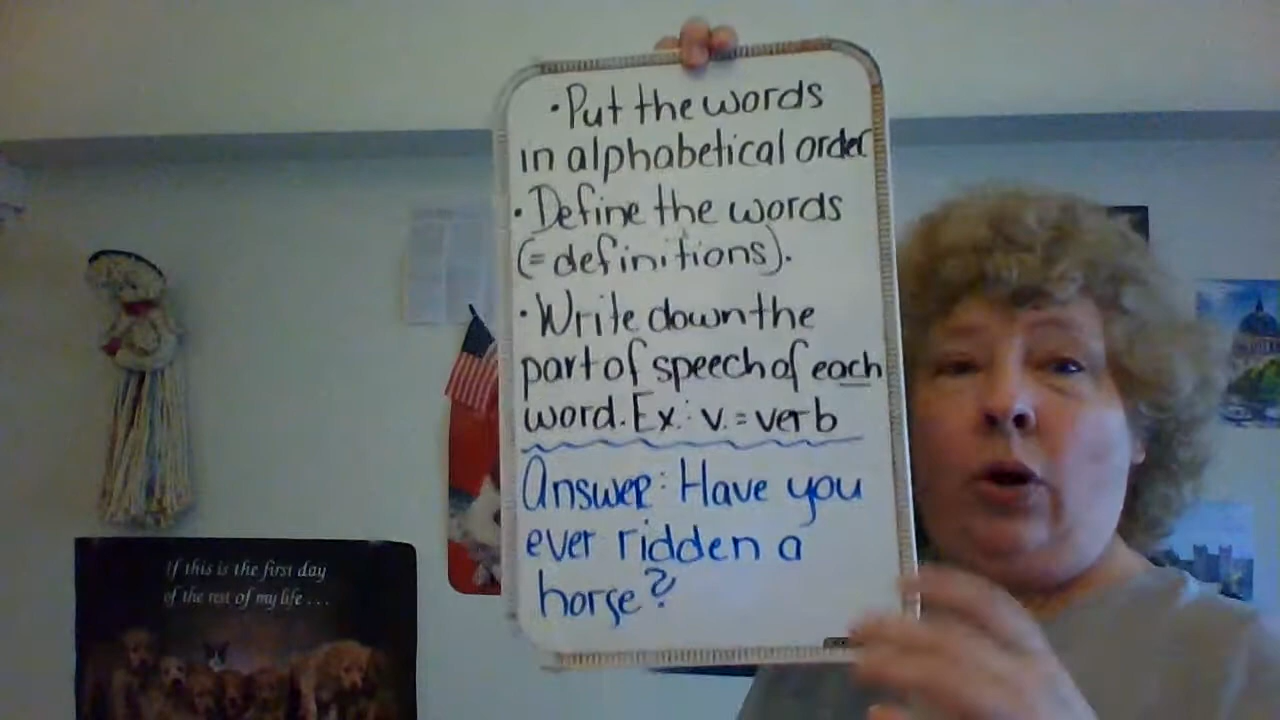 •Put the words
in alphabetical order
•Define the words
(=definitions).
•Write down the
part of speech of each
word. Ex.: v. = verb
Answer: Have you
ever ridden a
horse?
If this is the first day
of the rest of my life . . .